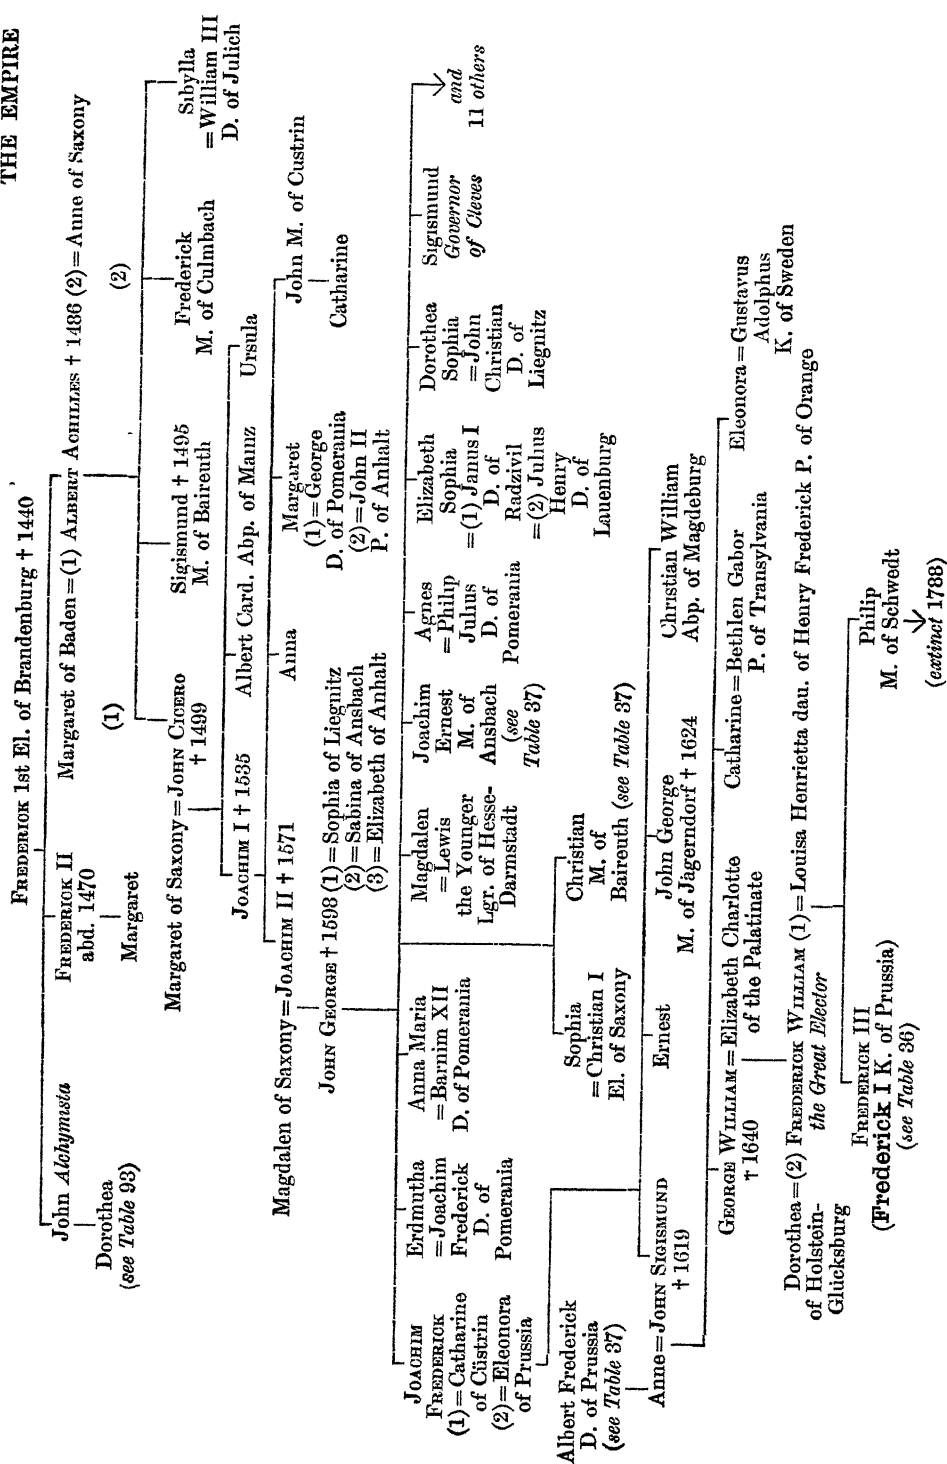 THE EMPIRE
FREDERICK 1st El. of Brandenburg † 1440
John Alchymista
Dorothea
(see Table 93)
FREDERICK II
abd. 1470
Margaret
Margaret of Baden = (1) ALBERT ACHILLES † 1486 (2) = Anne of Saxony
(1)
(2)
Margaret of Saxony = JOHN CICERO
† 1499
Sigismund † 1495
M. of Baireuth
Frederick
M. of Culmbach
Sibylla
= William III
D. of Julich
JOACHIM I † 1535
Albert Card. Abp. of Mainz
Ursula
Magdalen of Saxony = JOACHIM II † 1571
Anna
Margaret
(1) = George
D. of Pomerania
(2) = John II
P. of Anhalt
John M. of Custrin
Catharine
JOHN GEORGE † 1598 (1) = Sophia of Liegnitz
(2) = Sabina of Ansbach
(3) = Elizabeth of Anhalt
JOACHIM
FREDERICK
(1) = Catharine
of Cüstrin
(2) = Eleonora
of Prussia
Erdmutha
= Joachim
Frederick
D. of
Pomerania
Anna Maria
= Barnim XII
D. of Pomerania
Magdalen
= Lewis
the Younger
Lgr. of Hesse-
Darmstadt
Joachim
Ernest
M. of
Ansbach
(see
Table 37)
Agnes
= Philip
Julius
D. of
Pomerania
Elizabeth
Sophia
= (1) Janus I
D. of
Radzivil
= (2) Julius
Henry
D. of
Lauenburg
Dorothea
Sophia
= John
Christian
D. of
Liegnitz
Sigismund
Governor
of Cleves
and
11 others
Sophia
= Christian I
El. of Saxony
Christian
M. of
Baireuth (see Table 37)
Albert Frederick
D. of Prussia
(see Table 37)
Anne = JOHN SIGISMUND
† 1619
Ernest
John George
M. of Jagerndorf † 1624
Christian William
Abp. of Magdeburg
GEORGE WILLIAM = Elizabeth Charlotte
† 1640
of the Palatinate
Catharine = Bethlen Gabor
P. of Transylvania
Eleonora = Gustavus
Adolphus
K. of Sweden
Dorothea = (2) FREDERICK WILLIAM (1) = Louisa Henrietta dau. of Henry Frederick P. of Orange
of Holstein-
Glücksburg
the Great Elector
FREDERICK III
(Frederick I K. of Prussia)
(see Table 36)
Philip
M. of Schwedt
(extinct 1788)